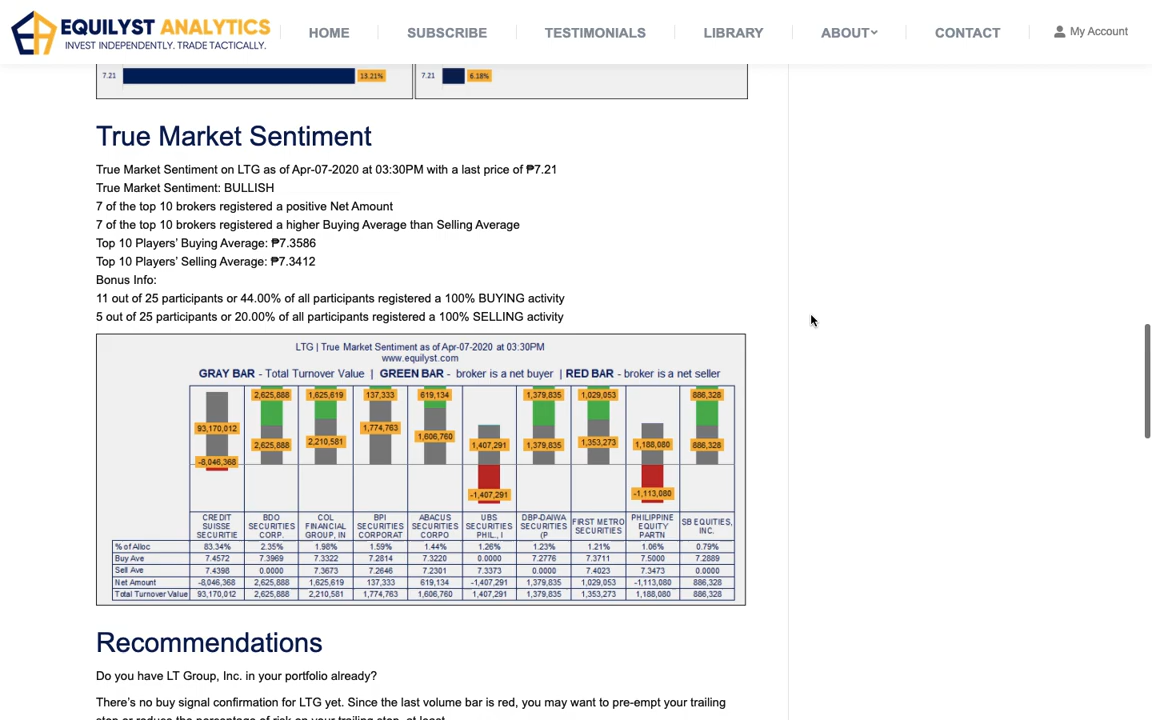 EQUILYST ANALYTICS
INVEST INDEPENDENTLY. TRADE TACTICALLY.
HOME SUBSCRIBE TESTIMONIALS LIBRARY ABOUT CONTACT My Account
7.21 13.21% 7.21 6.18%
True Market Sentiment
True Market Sentiment on LTG as of Apr-07-2020 at 03:30PM with a last price of ₱7.21
True Market Sentiment: BULLISH
7 of the top 10 brokers registered a positive Net Amount
7 of the top 10 brokers registered a higher Buying Average than Selling Average
Top 10 Players’ Buying Average: ₱7.3586
Top 10 Players’ Selling Average: ₱7.3412
Bonus Info:
11 out of 25 participants or 44.00% of all participants registered a 100% BUYING activity
5 out of 25 participants or 20.00% of all participants registered a 100% SELLING activity
LTG | True Market Sentiment as of Apr-07-2020 at 03:30PM
www.equilyst.com
GRAY BAR - Total Turnover Value | GREEN BAR - broker is a net buyer | RED BAR - broker is a net seller
2,625,888 1,625,619 137,333 619,134 1,379,835 1,029,053 886,328
93,170,012 2,625,888 2,210,581 1,774,763 1,606,760 1,407,291 1,379,835 1,353,273 1,188,080 886,328
-8,046,368 -1,407,291 -1,113,080
CREDIT BDO COL BPI ABACUS UBS DBP-DAIWA FIRST METRO PHILIPPINE SB EQUITIES,
SUISSE SECURITIES FINANCIAL SECURITIES SECURITIES SECURITIES SECURITIES SECURITIES EQUITY INC.
SECURITIE CORP. GROUP, IN CORPORAT CORPO PHIL., I (P PARTN
% of Alloc 83.34% 2.35% 1.98% 1.59% 1.44% 1.26% 1.23% 1.21% 1.06% 0.79%
Buy Ave 7.4572 7.3969 7.3322 7.2814 7.3220 0.0000 7.2776 7.3711 7.5000 7.2889
Sell Ave 7.4398 0.0000 7.3673 7.2646 7.2301 7.3373 0.0000 7.4023 7.3473 0.0000
Net Amount -8,046,368 2,625,888 1,625,619 137,333 619,134 -1,407,291 1,379,835 1,029,053 -1,113,080 886,328
Total Turnover Value 93,170,012 2,625,888 2,210,581 1,774,763 1,606,760 1,407,291 1,379,835 1,353,273 1,188,080 886,328
Recommendations
Do you have LT Group, Inc. in your portfolio already?
There’s no buy signal confirmation for LTG yet. Since the last volume bar is red, you may want to pre-empt your trailing
stop or reduce the percentage of risk on your trailing stop, at least.